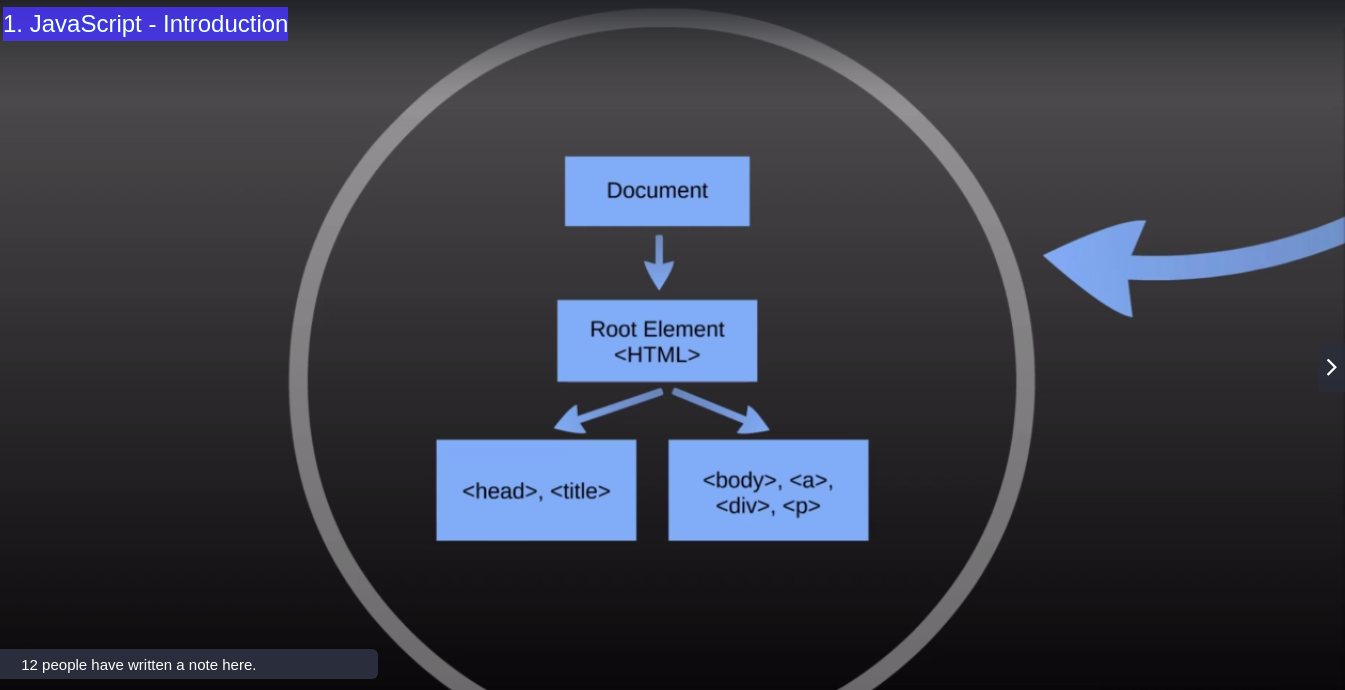 1. JavaScript - Introduction
Document
Root Element
<HTML>
<head>, <title>
<body>, <a>,
<div>, <p>
12 people have written a note here.